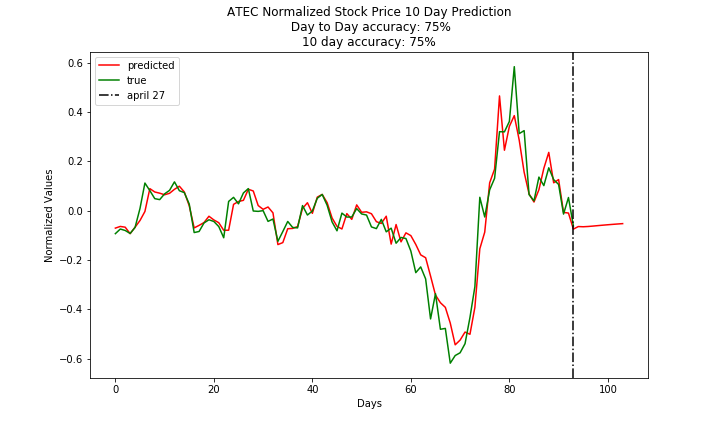 ATEC Normalized Stock Price 10 Day Prediction
Day to Day accuracy: 75%
10 day accuracy: 75%
predicted
true
april 27
0.6
0.4
0.2
0.0
−0.2
−0.4
−0.6
Normalized Values
0 20 40 60 80 100
Days